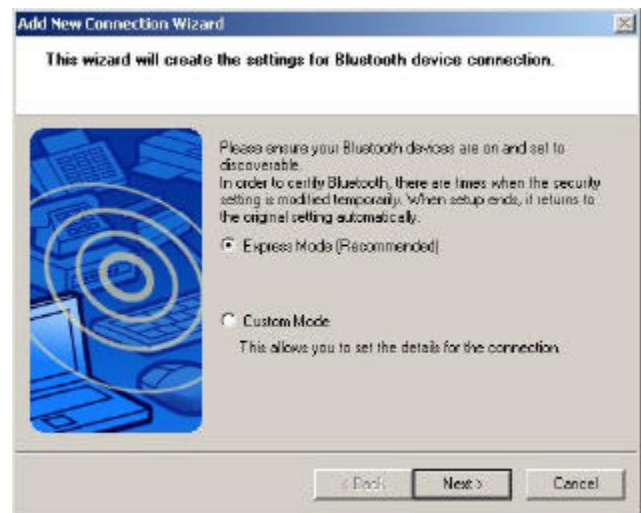 Add New Connection Wizard
This wizard will create the settings for Bluetooth device connection.
Please ensure your Bluetooth devices are on and set to
discoverable.
In order to certify Bluetooth, there are times when the security
setting is modified temporarily. When setup ends, it returns to
the original setting automatically.
Express Mode (Recommended)
Custom Mode
This allows you to set the details for the connection.
< Back
Next >
Cancel